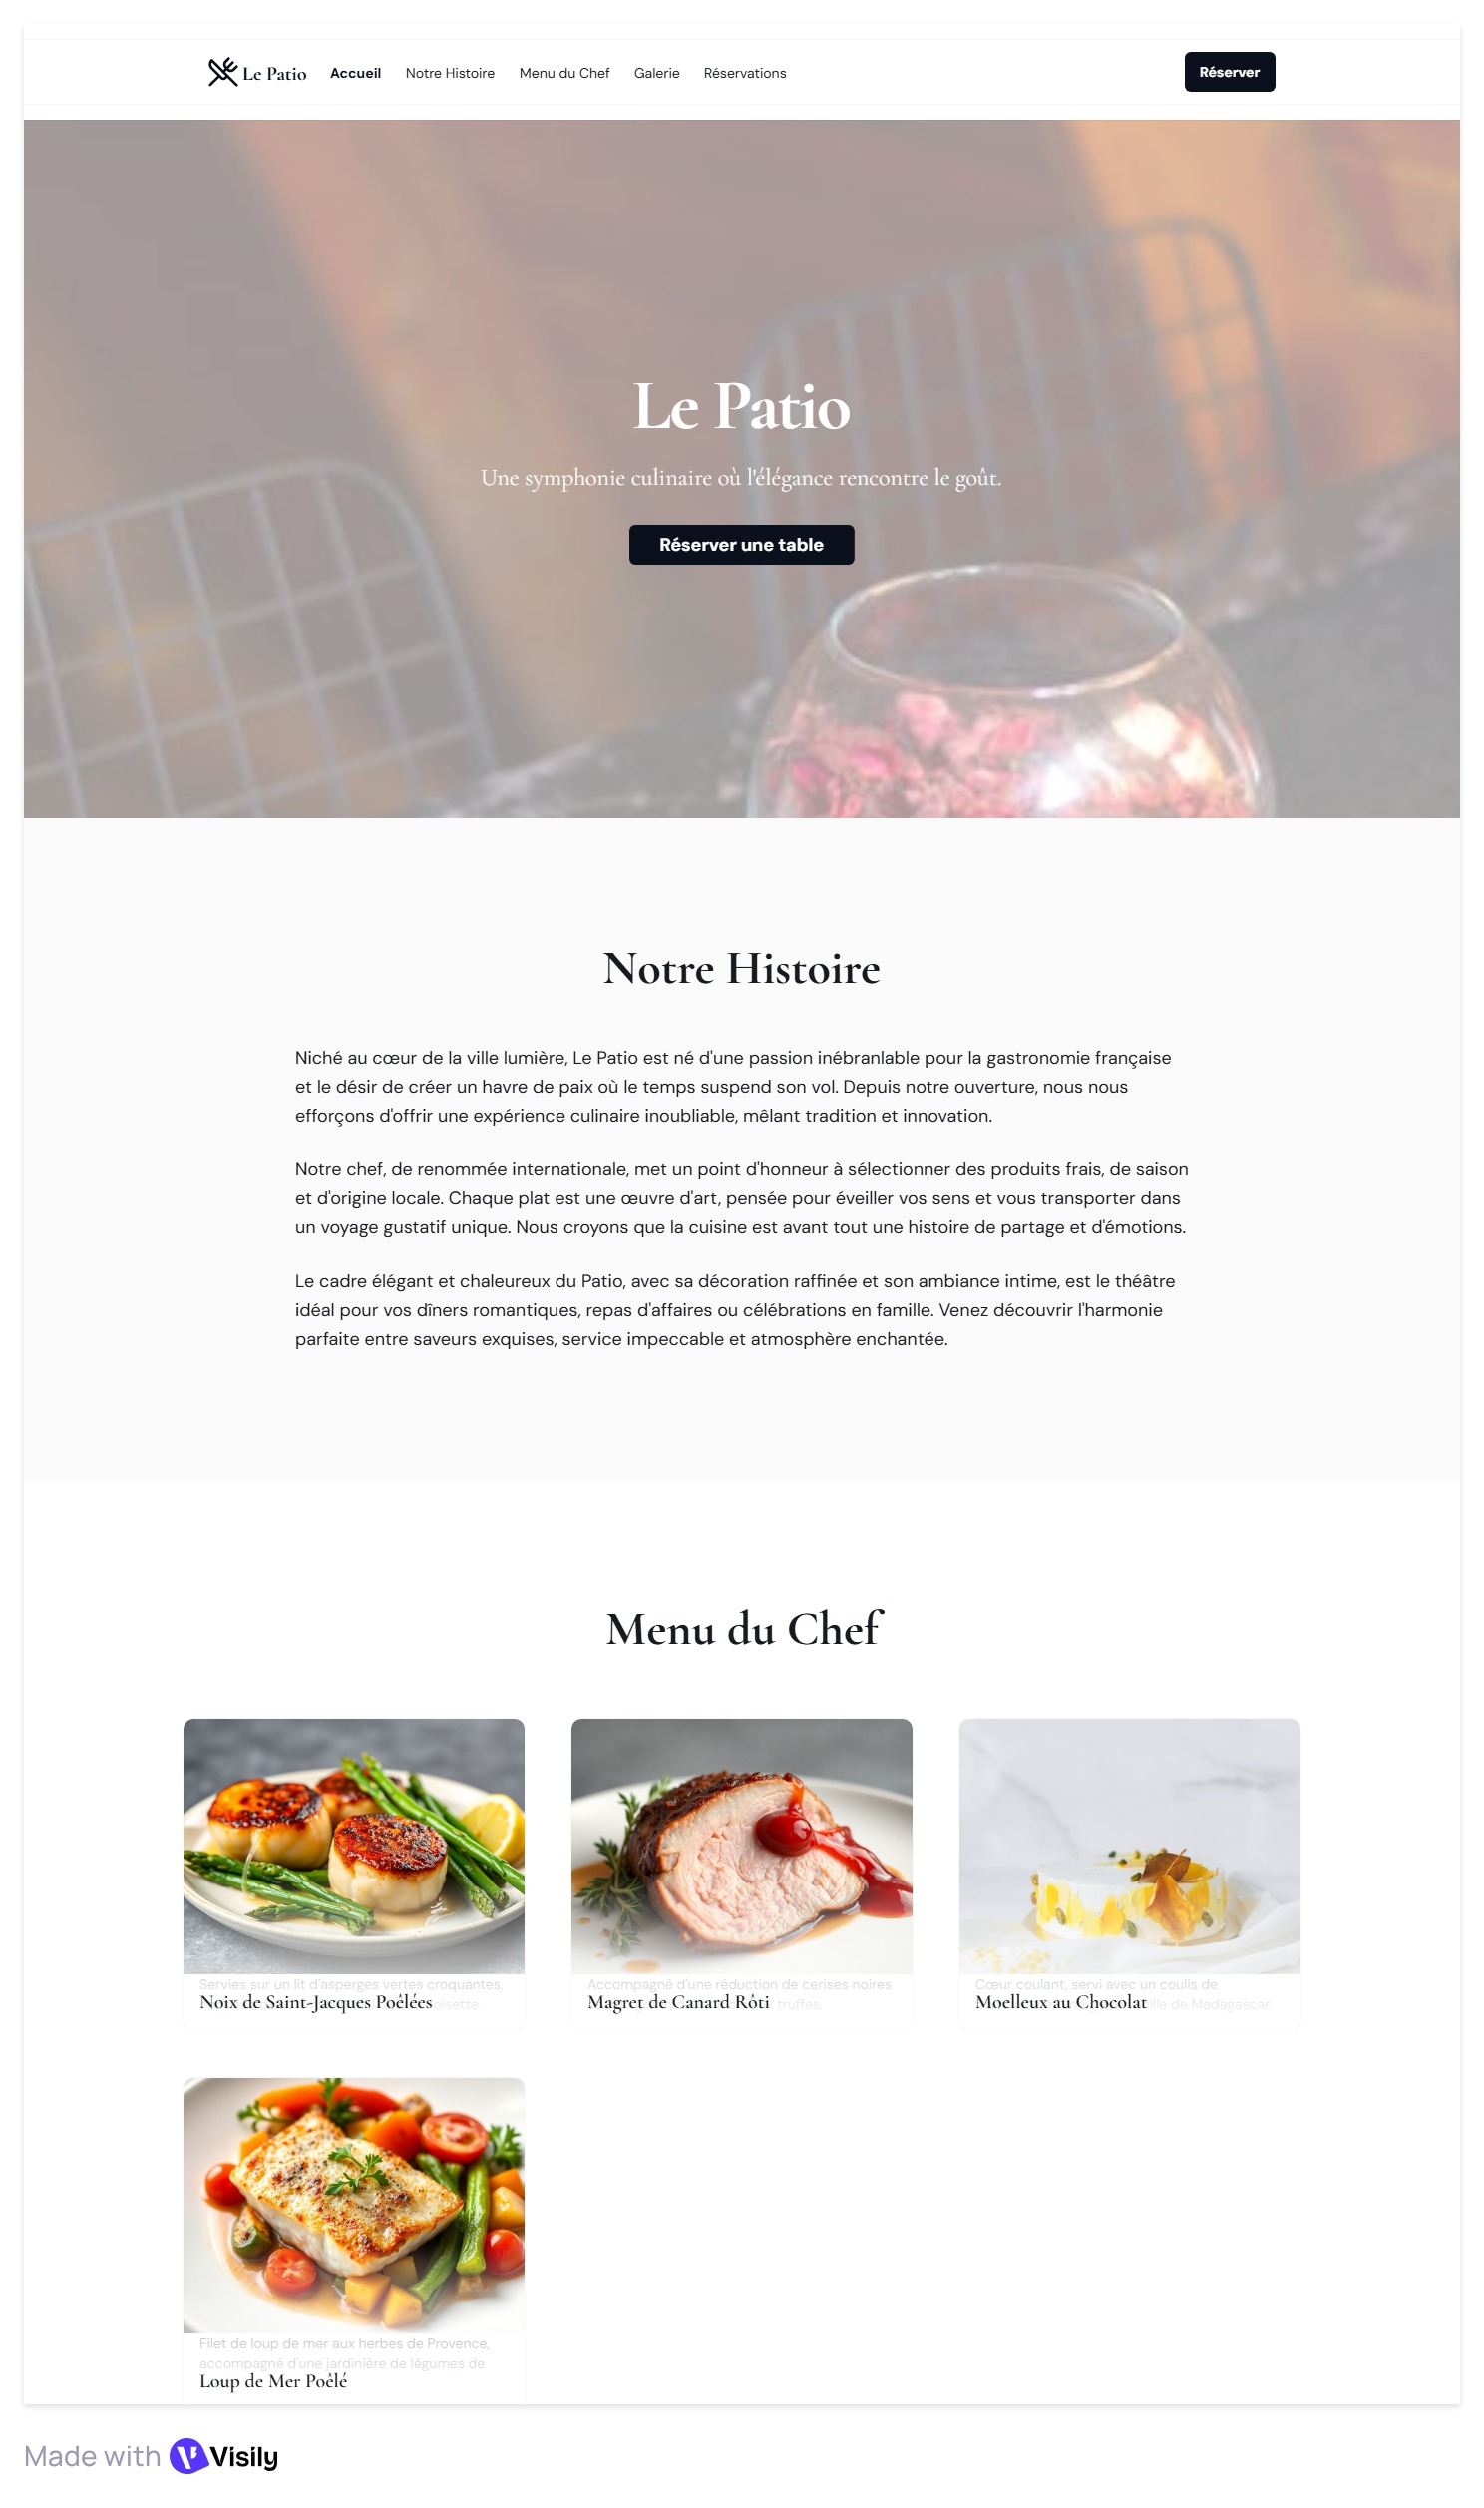 Le Patio
Accueil
Notre Histoire
Menu du Chef
Galerie
Réservations
Réserver
Le Patio
Une symphonie culinaire où l'élégance rencontre le goût.
Réserver une table
Notre Histoire
Niché au cœur de la ville lumière, Le Patio est né d'une passion inébranlable pour la gastronomie française
et le désir de créer un havre de paix où le temps suspend son vol. Depuis notre ouverture, nous nous
efforçons d'offrir une expérience culinaire inoubliable, mêlant tradition et innovation.
Notre chef, de renommée internationale, met un point d'honneur à sélectionner des produits frais, de saison
et d'origine locale. Chaque plat est une œuvre d'art, pensée pour éveiller vos sens et vous transporter dans
un voyage gustatif unique. Nous croyons que la cuisine est avant tout une histoire de partage et d'émotions.
Le cadre élégant et chaleureux du Patio, avec sa décoration raffinée et son ambiance intime, est le théâtre
idéal pour vos dîners romantiques, repas d'affaires ou célébrations en famille. Venez découvrir l'harmonie
parfaite entre saveurs exquises, service impeccable et atmosphère enchantée.
Menu du Chef
Servies sur un lit d'asperges vertes croquantes,
Noix de Saint-Jacques Poêlées
Accompagné d'une réduction de cerises noires
truffes.
Magret de Canard Rôti
Cœur coulant, servi avec un coulis de
de Madagascar.
Moelleux au Chocolat
Filet de loup de mer aux herbes de Provence,
accompagné d'une jardinière de légumes de
Loup de Mer Poêlé
Made with Visily